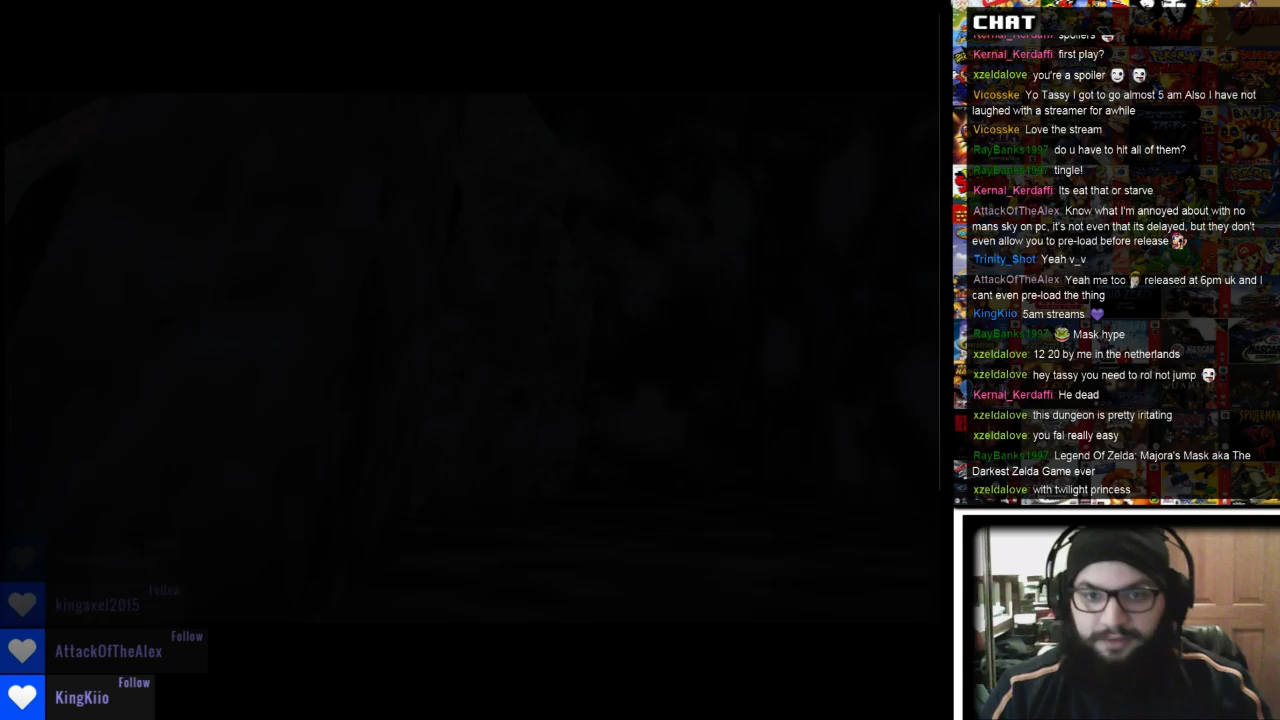 CHAT
Kernal_Kerdaffi: spoilers
Kernal_Kerdaffi: first play?
xzeldalove: you're a spoiler
Vicosske: Yo Tassy I got to go almost 5 am Also I have not
laughed with a streamer for awhile
Vicosske: Love the stream
RayBanks1997: do u have to hit all of them?
RayBanks1997: tingle!
Kernal_Kerdaffi: Its eat that or starve
AttackOfTheAlex: Know what I'm annoyed about with no
mans sky on pc, it's not even that its delayed, but they don't
even allow you to pre-load before release
Trinity_Shot: Yeah v_v
AttackOfTheAlex: Yeah me too released at 6pm uk and I
cant even pre-load the thing
KingKiio: 5am streams
RayBanks1997: Mask hype
xzeldalove: 12 20 by me in the netherlands
xzeldalove: hey tassy you need to rol not jump
Kernal_Kerdaffi: He dead
xzeldalove: this dungeon is pretty iritating
xzeldalove: you fal really easy
RayBanks1997: Legend Of Zelda: Majora's Mask aka The
Darkest Zelda Game ever
xzeldalove: with twilight princess
Follow
kingaxel2015
Follow
AttackOfTheAlex
Follow
KingKiio